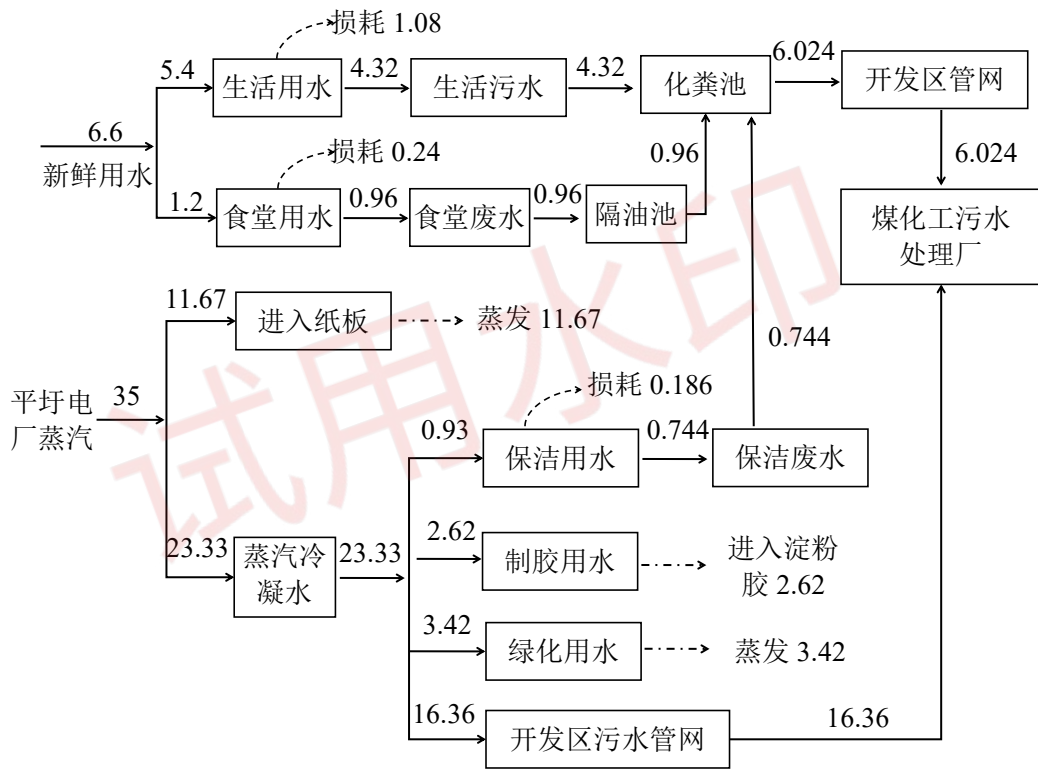 损耗 1.08
5.4
生活用水
4.32
生活污水
4.32
化粪池
6.024
开发区管网
6.6
新鲜用水
损耗 0.24
0.96
6.024
1.2
食堂用水
0.96
食堂废水
0.96
隔油池
煤化工污水
处理厂
11.67
进入纸板
蒸发 11.67
0.744
平圩电
厂蒸汽
35
损耗 0.186
0.93
保洁用水
0.744
保洁废水
23.33
蒸汽冷
凝水
23.33
2.62
制胶用水
进入淀粉
胶 2.62
3.42
绿化用水
蒸发 3.42
16.36
开发区污水管网
16.36
试用水印